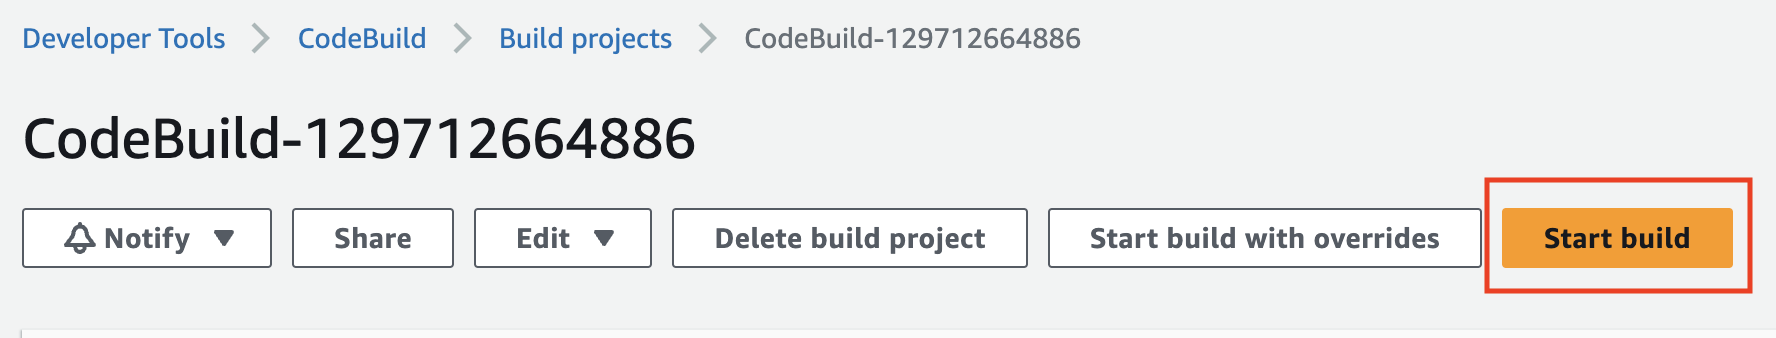 Developer Tools > CodeBuild > Build projects > CodeBuild-129712664886
CodeBuild-129712664886
Notify Share Edit Delete build project Start build with overrides Start build